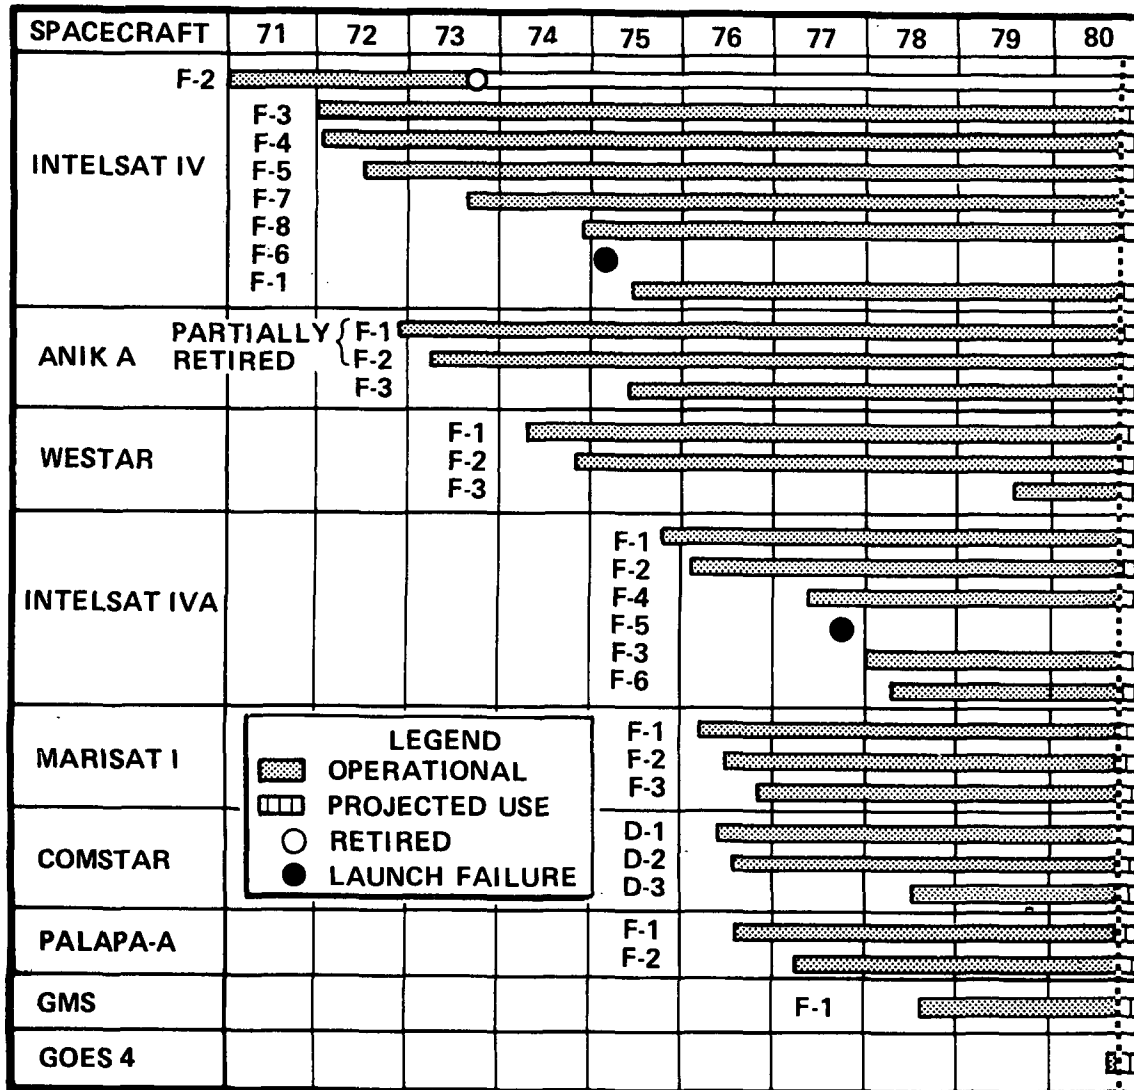 SPACECRAFT 71 72 73 74 75 76 77 78 79 80
F-2
INTELSAT IV
F-3
F-4
F-5
F-7
F-8
F-6
F-1
ANIK A
PARTIALLY { F-1
RETIRED F-2
F-3
WESTAR
F-1
F-2
F-3
INTELSAT IVA
F-1
F-2
F-4
F-5
F-3
F-6
MARISAT I
F-1
F-2
F-3
COMSTAR
D-1
D-2
D-3
PALAPA-A
F-1
F-2
GMS
F-1
GOES 4
LEGEND
OPERATIONAL
PROJECTED USE
RETIRED
LAUNCH FAILURE